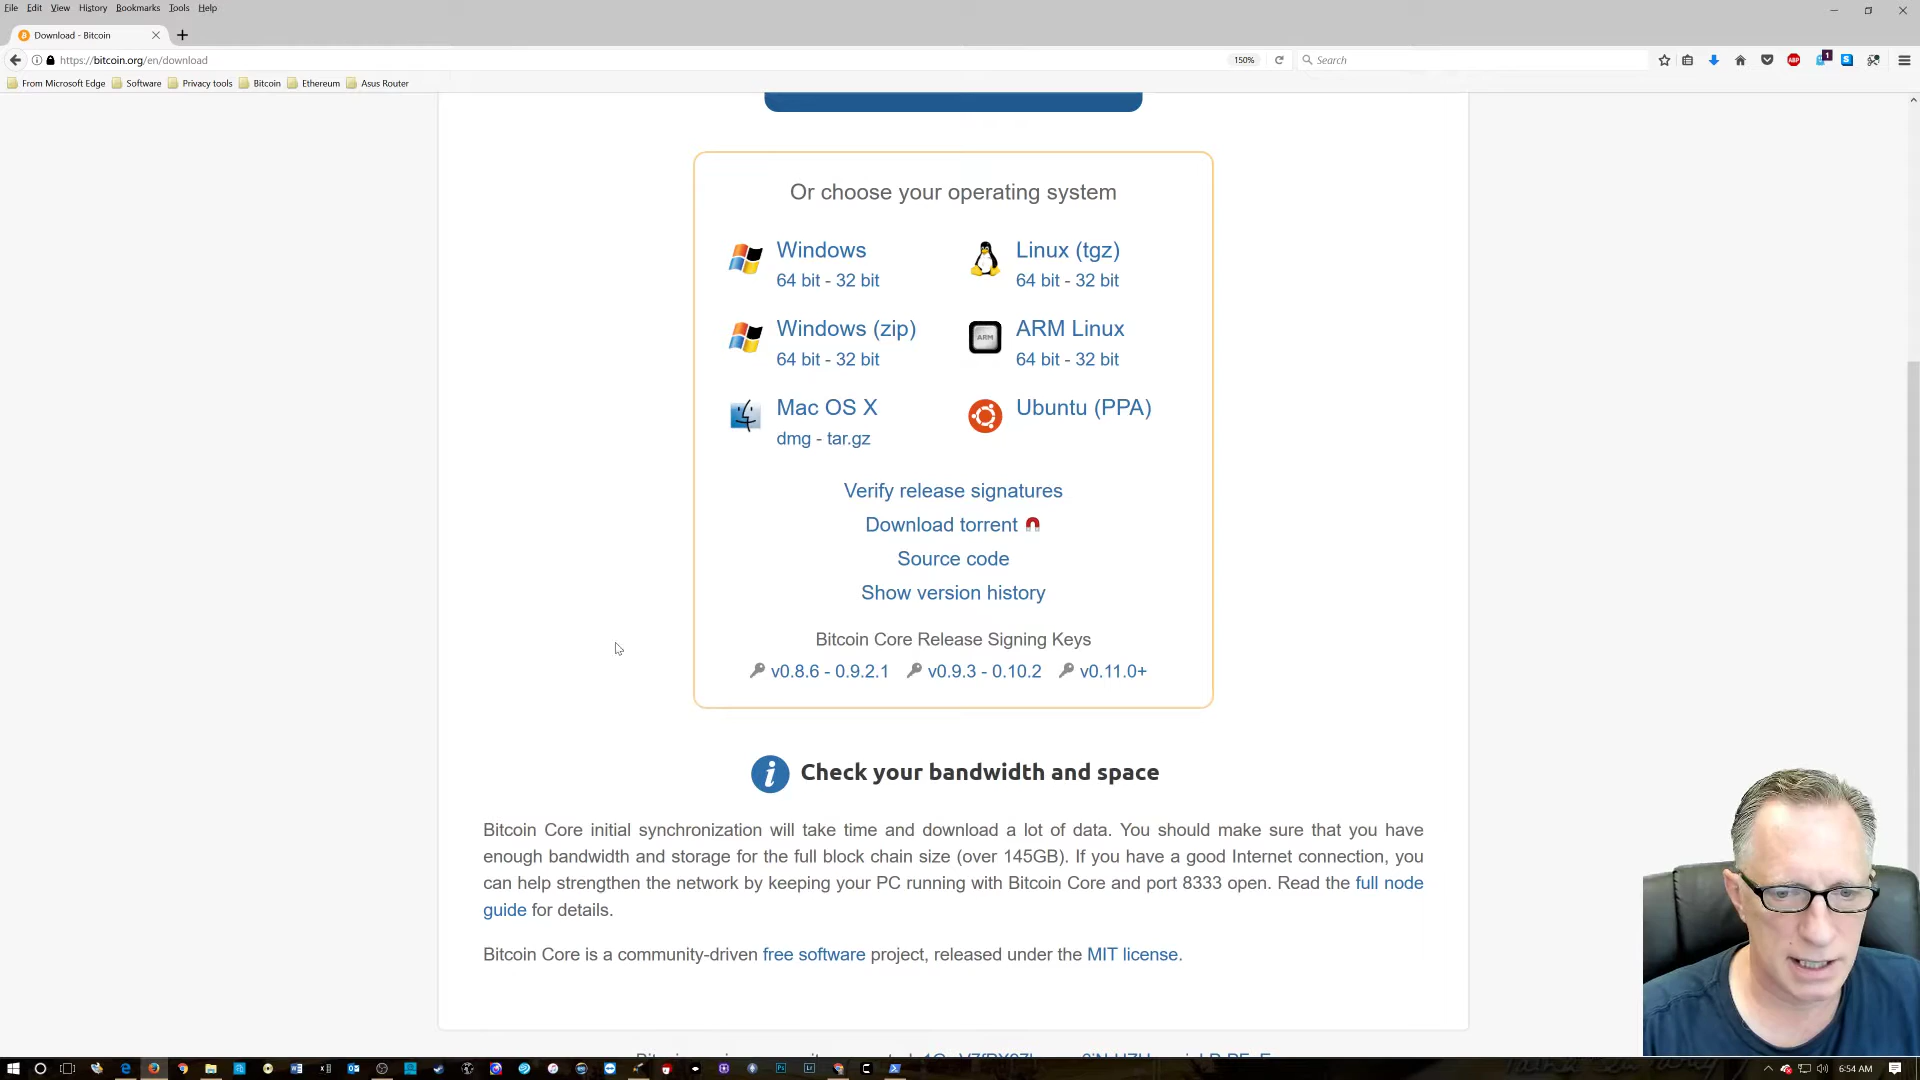 File Edit View History Bookmarks Tools Help
Download - Bitcoin
https://bitcoin.org/en/download
150%
Search
ABP
1
S
From Microsoft Edge Software Privacy tools Bitcoin Ethereum Asus Router
Or choose your operating system
Windows
64 bit - 32 bit
Linux (tgz)
64 bit - 32 bit
Windows (zip)
64 bit - 32 bit
ARM
ARM Linux
64 bit - 32 bit
Mac OS X
dmg - tar.gz
Ubuntu (PPA)
Verify release signatures
Download torrent
Source code
Show version history
Bitcoin Core Release Signing Keys
v0.8.6 - 0.9.2.1 v0.9.3 - 0.10.2 v0.11.0+
Check your bandwidth and space
Bitcoin Core initial synchronization will take time and download a lot of data. You should make sure that you have
enough bandwidth and storage for the full block chain size (over 145GB). If you have a good Internet connection, you
can help strengthen the network by keeping your PC running with Bitcoin Core and port 8333 open. Read the full node
guide for details.
Bitcoin Core is a community-driven free software project, released under the MIT license.
6:54 AM